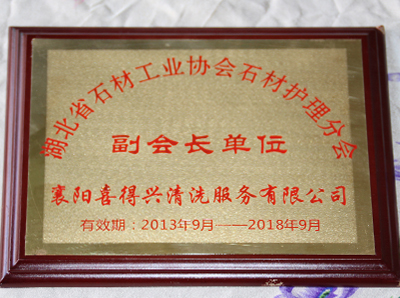 湖北省石材工业协会石材护理分会
副会长单位
襄阳喜得兴清洗服务有限公司
有效期：2013年9月——2018年9月